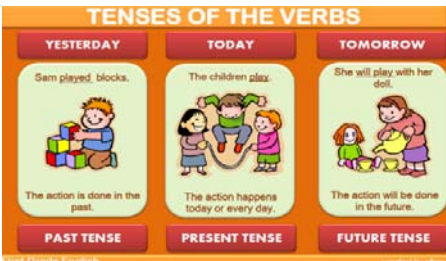 TENSES OF THE VERBS
YESTERDAY
TODAY
TOMORROW
Sam played blocks.
The children play.
She will play with her
doll.
The action is done in the
past.
The action happens
today or every day.
The action will be done
in the future.
PAST TENSE
PRESENT TENSE
FUTURE TENSE